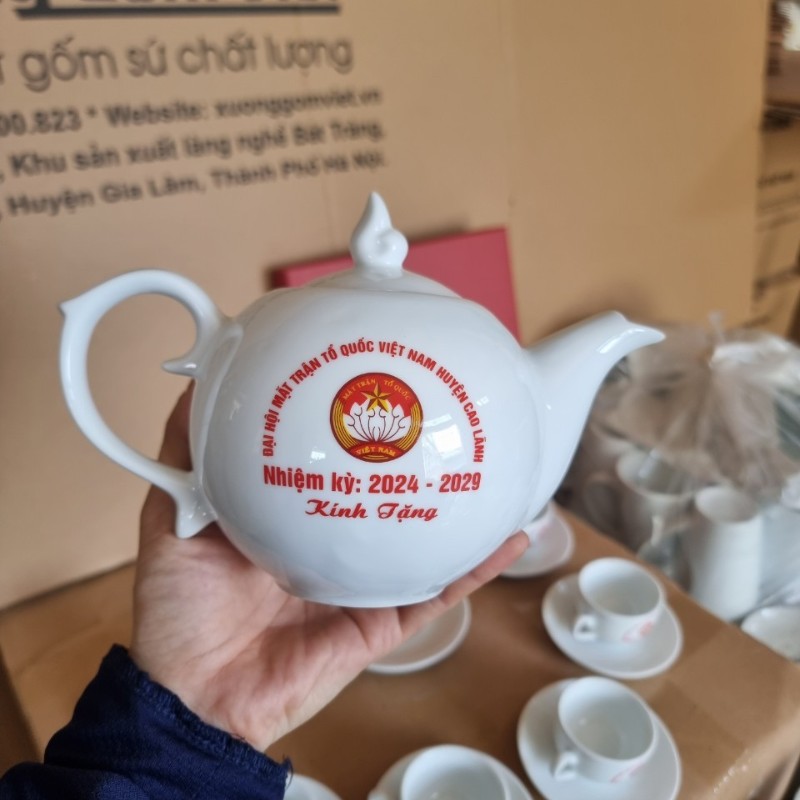 gốm sứ chất lượng
00.823 * Website: xuonggomviet.vn
, Khu sản xuất làng nghề Bát Tràng,
, Huyện Gia Lâm, Thành Phố Hà Nội.
ĐẠI HỘI MẶT TRẬN TỔ QUỐC VIỆT NAM HUYỆN CAO LÃNH
MẶT TRẬN TỔ QUỐC
VIỆT NAM
Nhiệm kỳ: 2024 - 2029
Kính Tặng